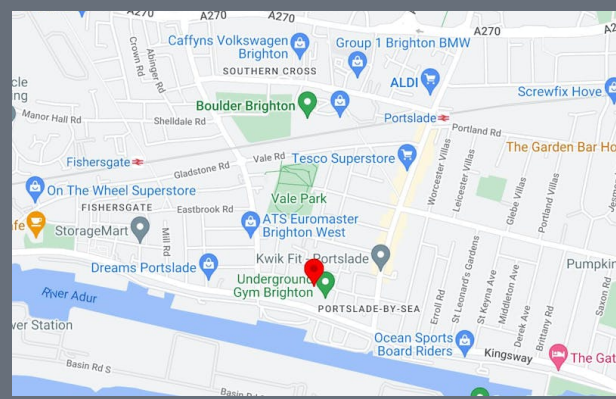 A270
A270
A270
A270
Caffyns Volkswagen
Brighton
Group 1 Brighton BMW
Crown Rd
Abinger Rd
SOUTHERN CROSS
ALDI
Screwfix Hove
Boulder Brighton
Manor Hall Rd
Shelldale Rd
Portslade
Portland Rd
The Garden Bar Ho
Fishersgate
Vale Rd
Tesco Superstore
Gladstone Rd
On The Wheel Superstore
Vale Park
FISHERSGATE
Eastbrook Rd
ATS Euromaster
Brighton West
StorageMart
Mill Rd
Worcester Villas
Leicester Villas
Glebe Villas
Portland Villas
Kwik Fit - Portslade
Dreams Portslade
Underground
Gym Brighton
PORTSLADE-BY-SEA
River Adur
wer Station
Erroll Rd
St Leonard's Gardens
St Keyna Ave
Middleton Ave
Derek Ave
Brittany Rd
Saxon Rd
Pumpkin
Ocean Sports
Board Riders
Kingsway
The Gat
Basin Rd S